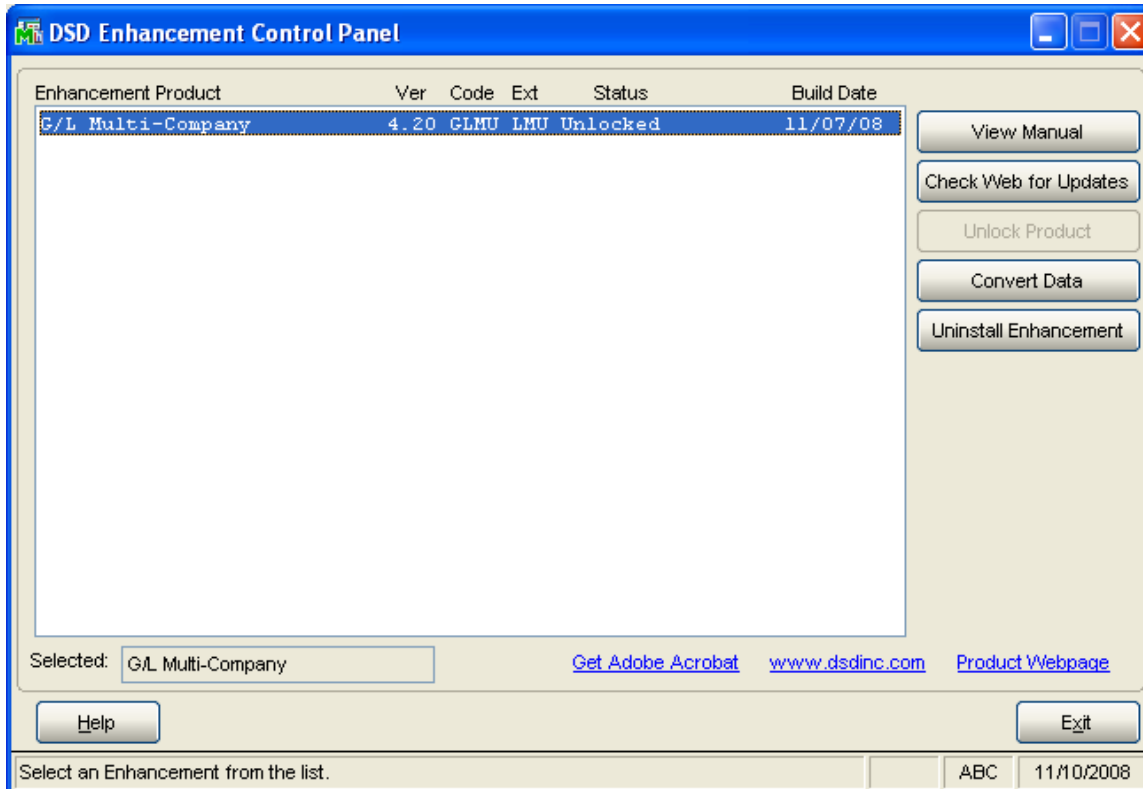 DSD Enhancement Control Panel
Enhancement Product Ver Code Ext Status Build Date
G/L Multi-Company 4.20 GLMU LMU Unlocked 11/07/08
View Manual
Check Web for Updates
Unlock Product
Convert Data
Uninstall Enhancement
Selected: G/L Multi-Company Get Adobe Acrobat www.dsdinc.com Product Webpage
Help Exit
Select an Enhancement from the list. ABC 11/10/2008